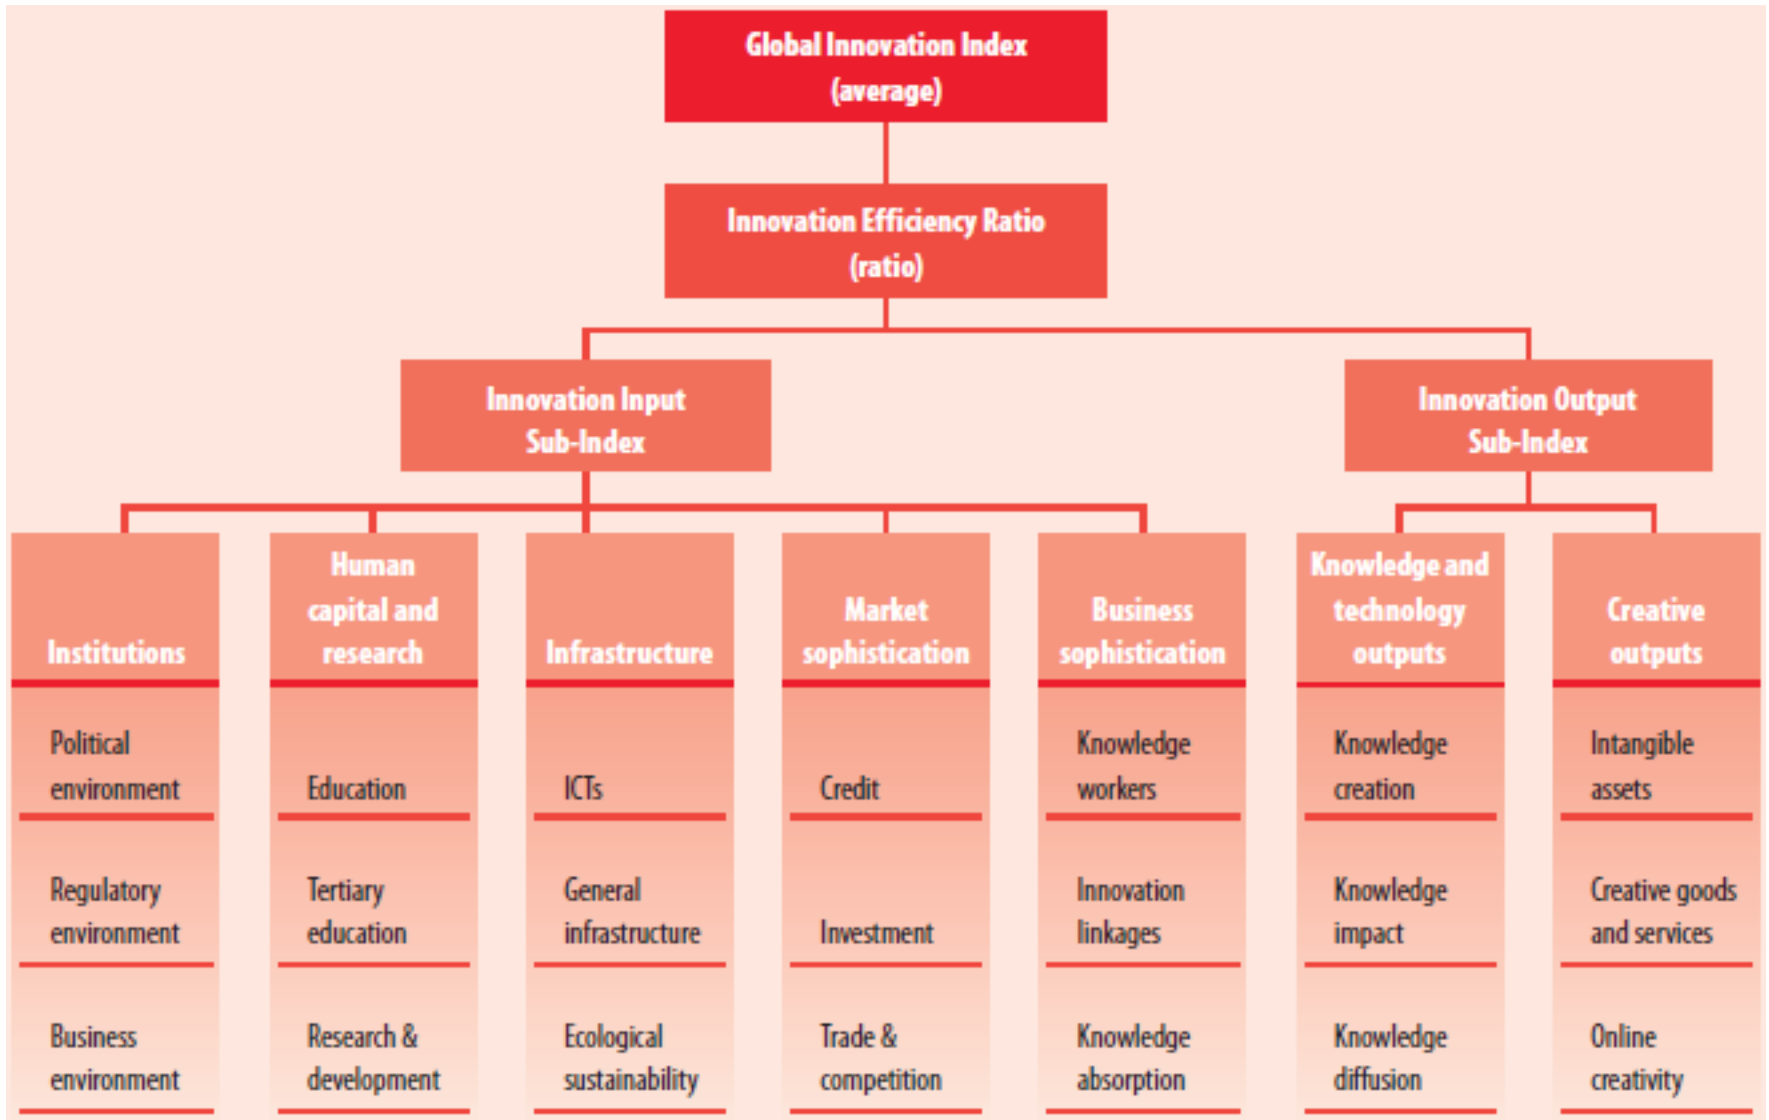 Global Innovation Index
(average)
Innovation Efficiency Ratio
(ratio)
Innovation Input
Sub-Index
Innovation Output
Sub-Index
Institutions
Human
capital and
research
Infrastructure
Market
sophistication
Business
sophistication
Knowledge and
technology
outputs
Creative
outputs
Political
environment
Education
ICTs
Credit
Knowledge
workers
Knowledge
creation
Intangible
assets
Regulatory
environment
Tertiary
education
General
infrastructure
Investment
Innovation
linkages
Knowledge
impact
Creative goods
and services
Business
environment
Research &
development
Ecological
sustainability
Trade &
competition
Knowledge
absorption
Knowledge
diffusion
Online
creativity